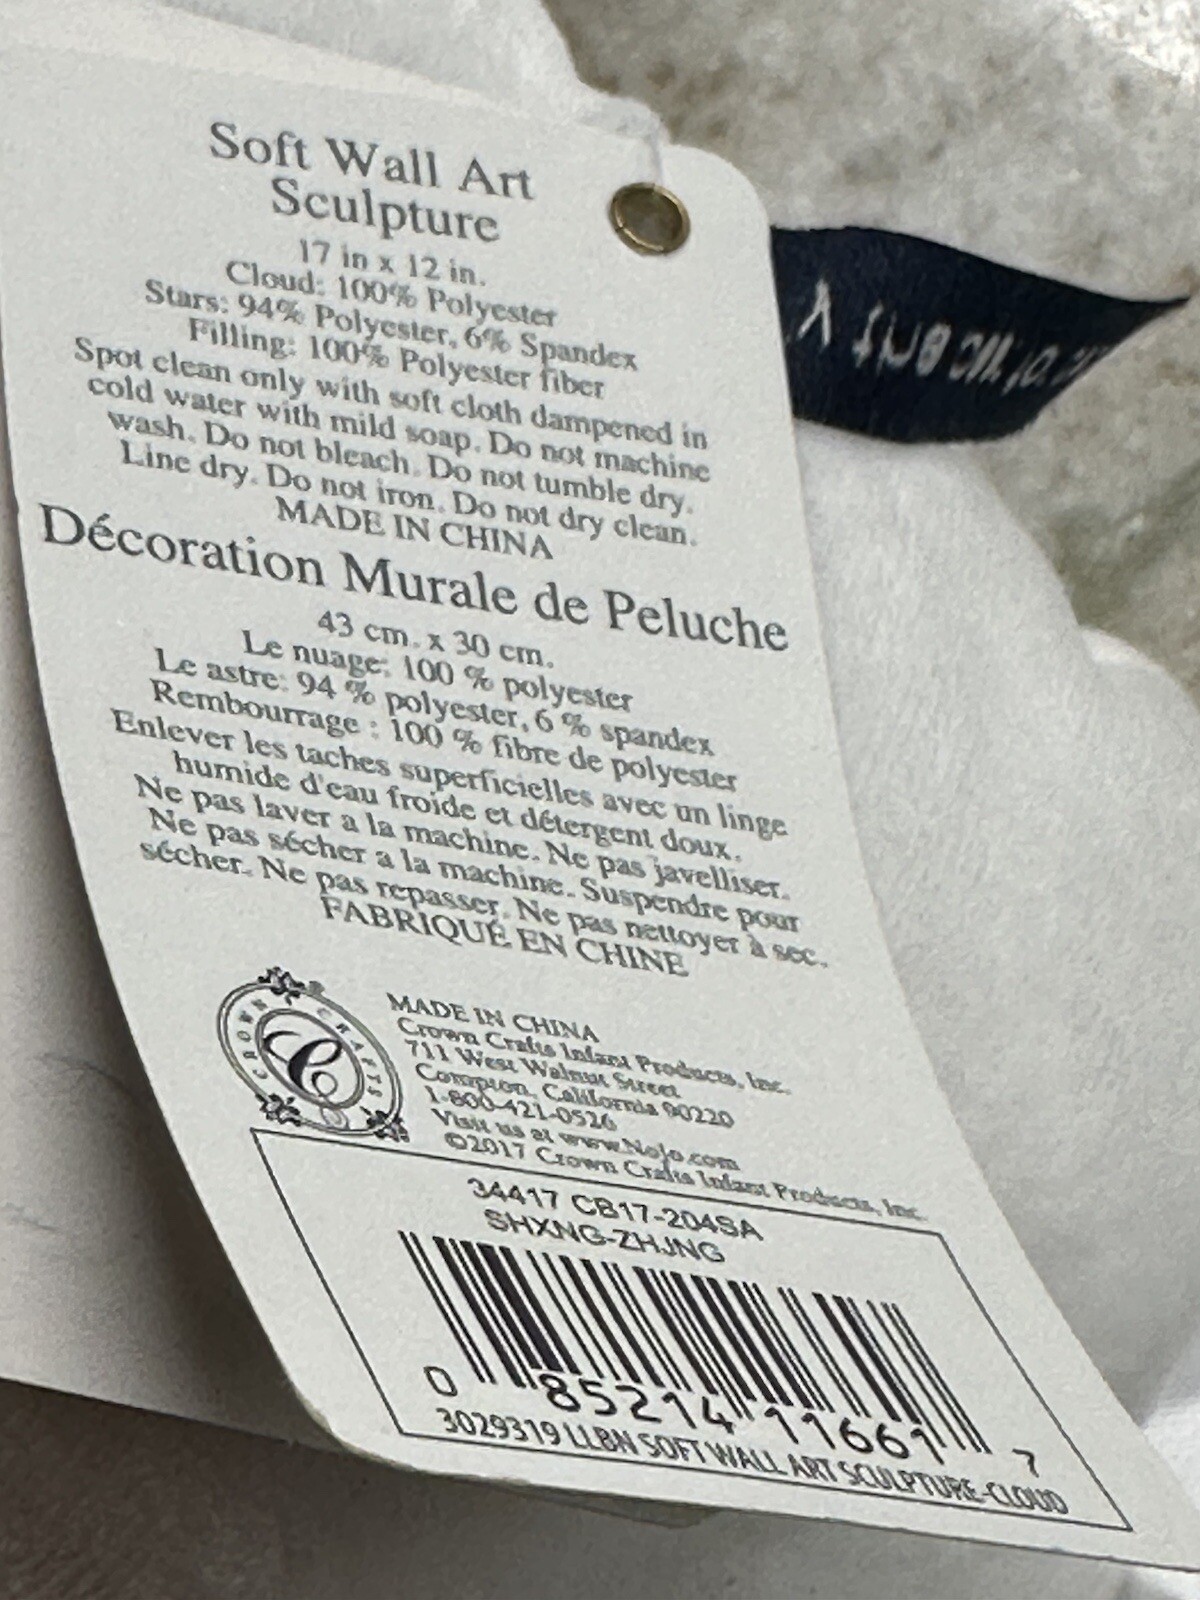 Soft Wall Art
Sculpture
17 in x 12 in.
Cloud: 100% Polyester
Stars: 94% Polyester, 6% Spandex
Filling: 100% Polyester fiber
Spot clean only with soft cloth dampened in
cold water with mild soap. Do not machine
wash. Do not bleach. Do not tumble dry.
Line dry. Do not iron. Do not dry clean.
MADE IN CHINA
Décoration Murale de Peluche
43 cm. x 30 cm.
Le nuage: 100 % polyester
Le astre: 94 % polyester, 6 % spandex
Rembourrage : 100 % fibre de polyester
Enlever les taches superficielles avec un linge
humide d'eau froide et détergent doux.
Ne pas laver a la machine. Ne pas javelliser.
Ne pas sécher a la machine. Suspendre pour
sécher. Ne pas repasser. Ne pas nettoyer à sec.
FABRIQUÉ EN CHINE
CROWN CRAFTS
C
MADE IN CHINA
Crown Crafts Infant Products, Inc.
711 West Walnut Street
Compton, California 90220
1-800-421-0526
Visit us at www.NoJo.com
©2017 Crown Crafts Infant Products, Inc.
34417 CB17-204SA
SHXNG-ZHJNG
0 85214 11661 7
3029319 LLBN SOFT WALL ART SCULPTURE-CLOUD